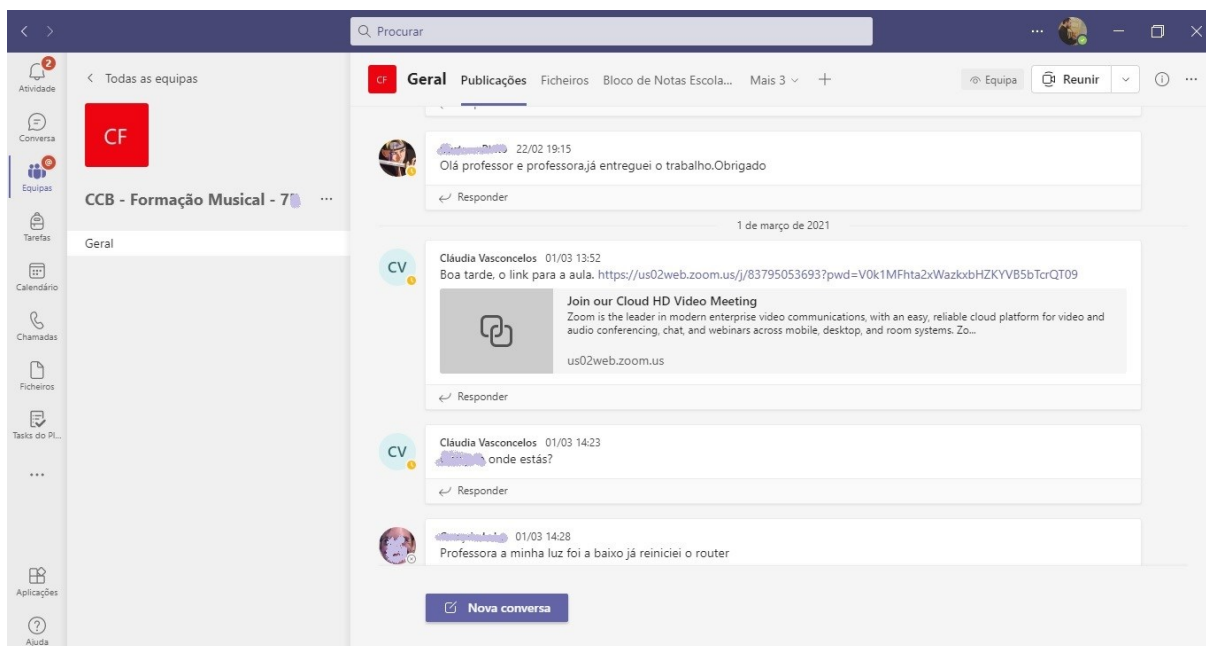 Procurar
2
Atividade
Conversa
Equipas
Tarefas
Calendário
Chamadas
Ficheiros
Tasks do Pl...
Aplicações
Ajuda
Todas as equipas
CF
CCB - Formação Musical - 7
Geral
CF Geral Publicações Ficheiros Bloco de Notas Escola... Mais 3
Equipa Reunir
22/02 19:15
Olá professor e professora,já entreguei o trabalho.Obrigado
Responder
1 de março de 2021
CV
Cláudia Vasconcelos 01/03 13:52
Boa tarde, o link para a aula. https://us02web.zoom.us/j/83795053693?pwd=V0k1MFhta2xWazkxbHZKYVB5bTcrQT09
Join our Cloud HD Video Meeting
Zoom is the leader in modern enterprise video communications, with an easy, reliable cloud platform for video and
audio conferencing, chat, and webinars across mobile, desktop, and room systems. Zo...
us02web.zoom.us
Responder
CV
Cláudia Vasconcelos 01/03 14:23
onde estás?
Responder
01/03 14:28
Professora a minha luz foi a baixo já reiniciei o router
Nova conversa